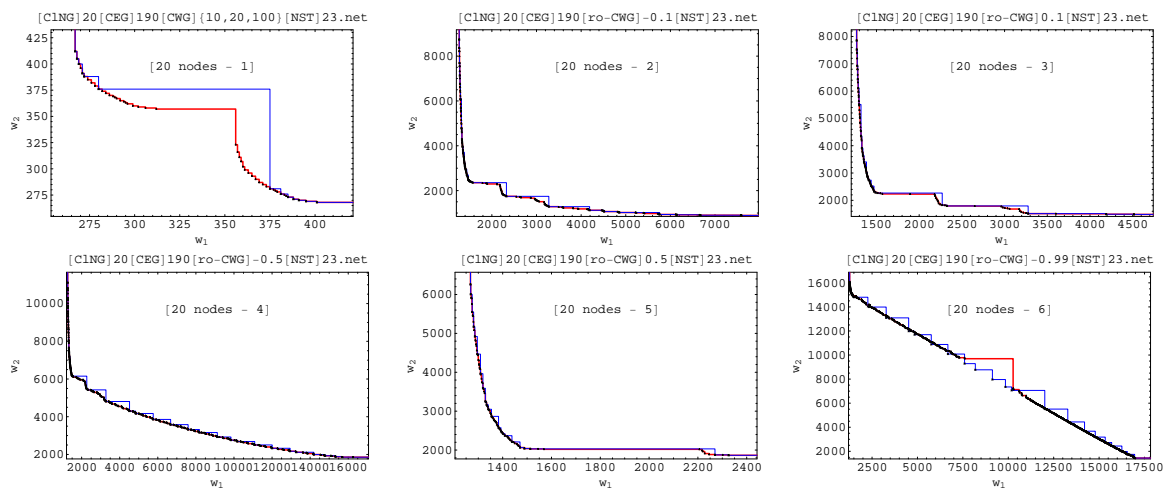 [ClNG]20[CEG]190[CWG]{10,20,100}[NST]23.net
[20 nodes - 1]
w2
425
400
375
350
325
300
275
275 300 325 350 375 400
w1
[ClNG]20[CEG]190[ro-CWG]-0.1[NST]23.net
[20 nodes - 2]
w2
8000
6000
4000
2000
2000 3000 4000 5000 6000 7000
w1
[ClNG]20[CEG]190[ro-CWG]0.1[NST]23.net
[20 nodes - 3]
w2
8000
7000
6000
5000
4000
3000
2000
1500 2000 2500 3000 3500 4000 4500
w1
[ClNG]20[CEG]190[ro-CWG]-0.5[NST]23.net
[20 nodes - 4]
w2
10000
8000
6000
4000
2000
2000 4000 6000 8000 10000 12000 14000 16000
w1
[ClNG]20[CEG]190[ro-CWG]0.5[NST]23.net
[20 nodes - 5]
w2
6000
5000
4000
3000
2000
1400 1600 1800 2000 2200 2400
w1
[ClNG]20[CEG]190[ro-CWG]-0.99[NST]23.net
[20 nodes - 6]
w2
16000
14000
12000
10000
8000
6000
4000
2000
2500 5000 7500 10000 12500 15000 17500
w1